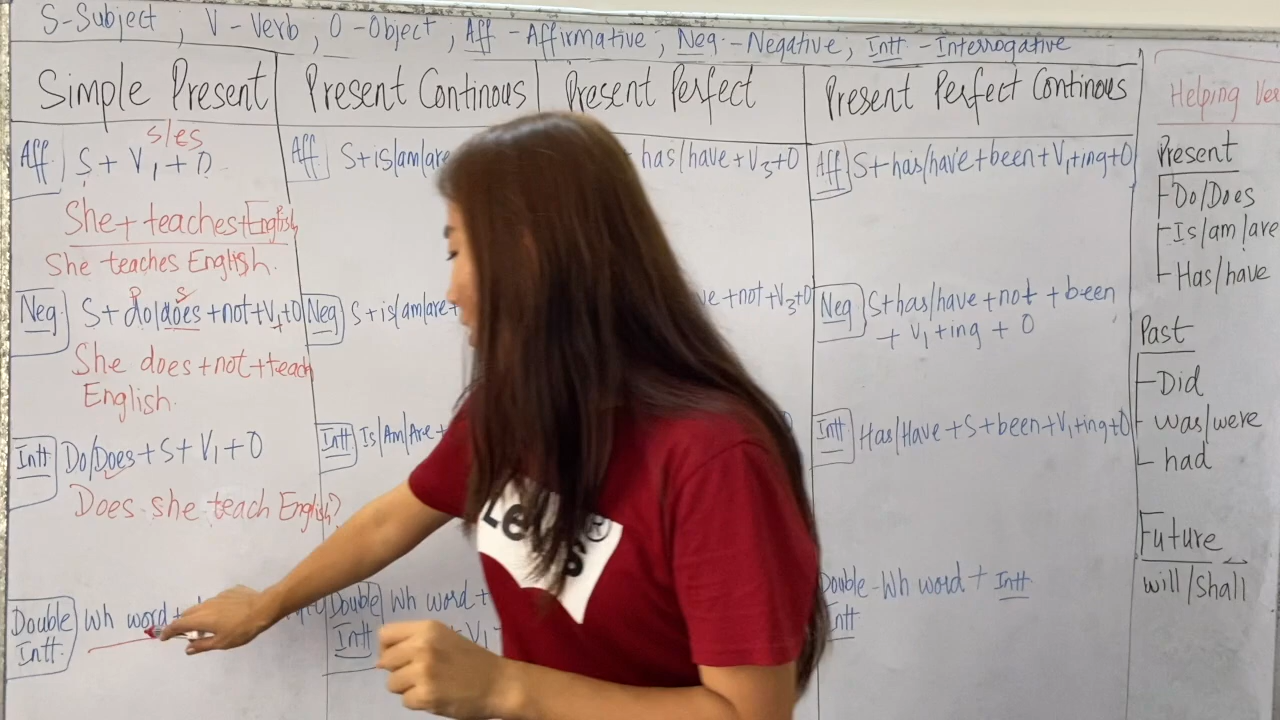 S-Subject, V-Verb, O-Object, Aff-Affirmative, Neg-Negative, Intt-Interrogative
Simple Present
s/es
Aff S+V1+O
She+teaches+English
She teaches English.
P S
Neg S+do/does+not+V1+O
She does+not+teach
English.
Intt Do/Does+S+V1+O
Does she teach English?
Double Intt. Wh word+
Present Continous
Aff S+is/am/are
Neg S+is/am/are+
Intt Is/Am/Are+
Double Intt Wh word+
Present Perfect
has/have+V3+O
+not+V3+O
Present Perfect Continous
Aff S+has/have+been+V1+ing+O
Neg S+has/have+not+been
+V1+ing+O
Intt Has/Have+S+been+V1+ing+O
Double-Wh word+Intt
Intt
Helping
Present
Do/Does
Is/am/are
Has/have
Past
Did
was/were
had
Future
will/shall